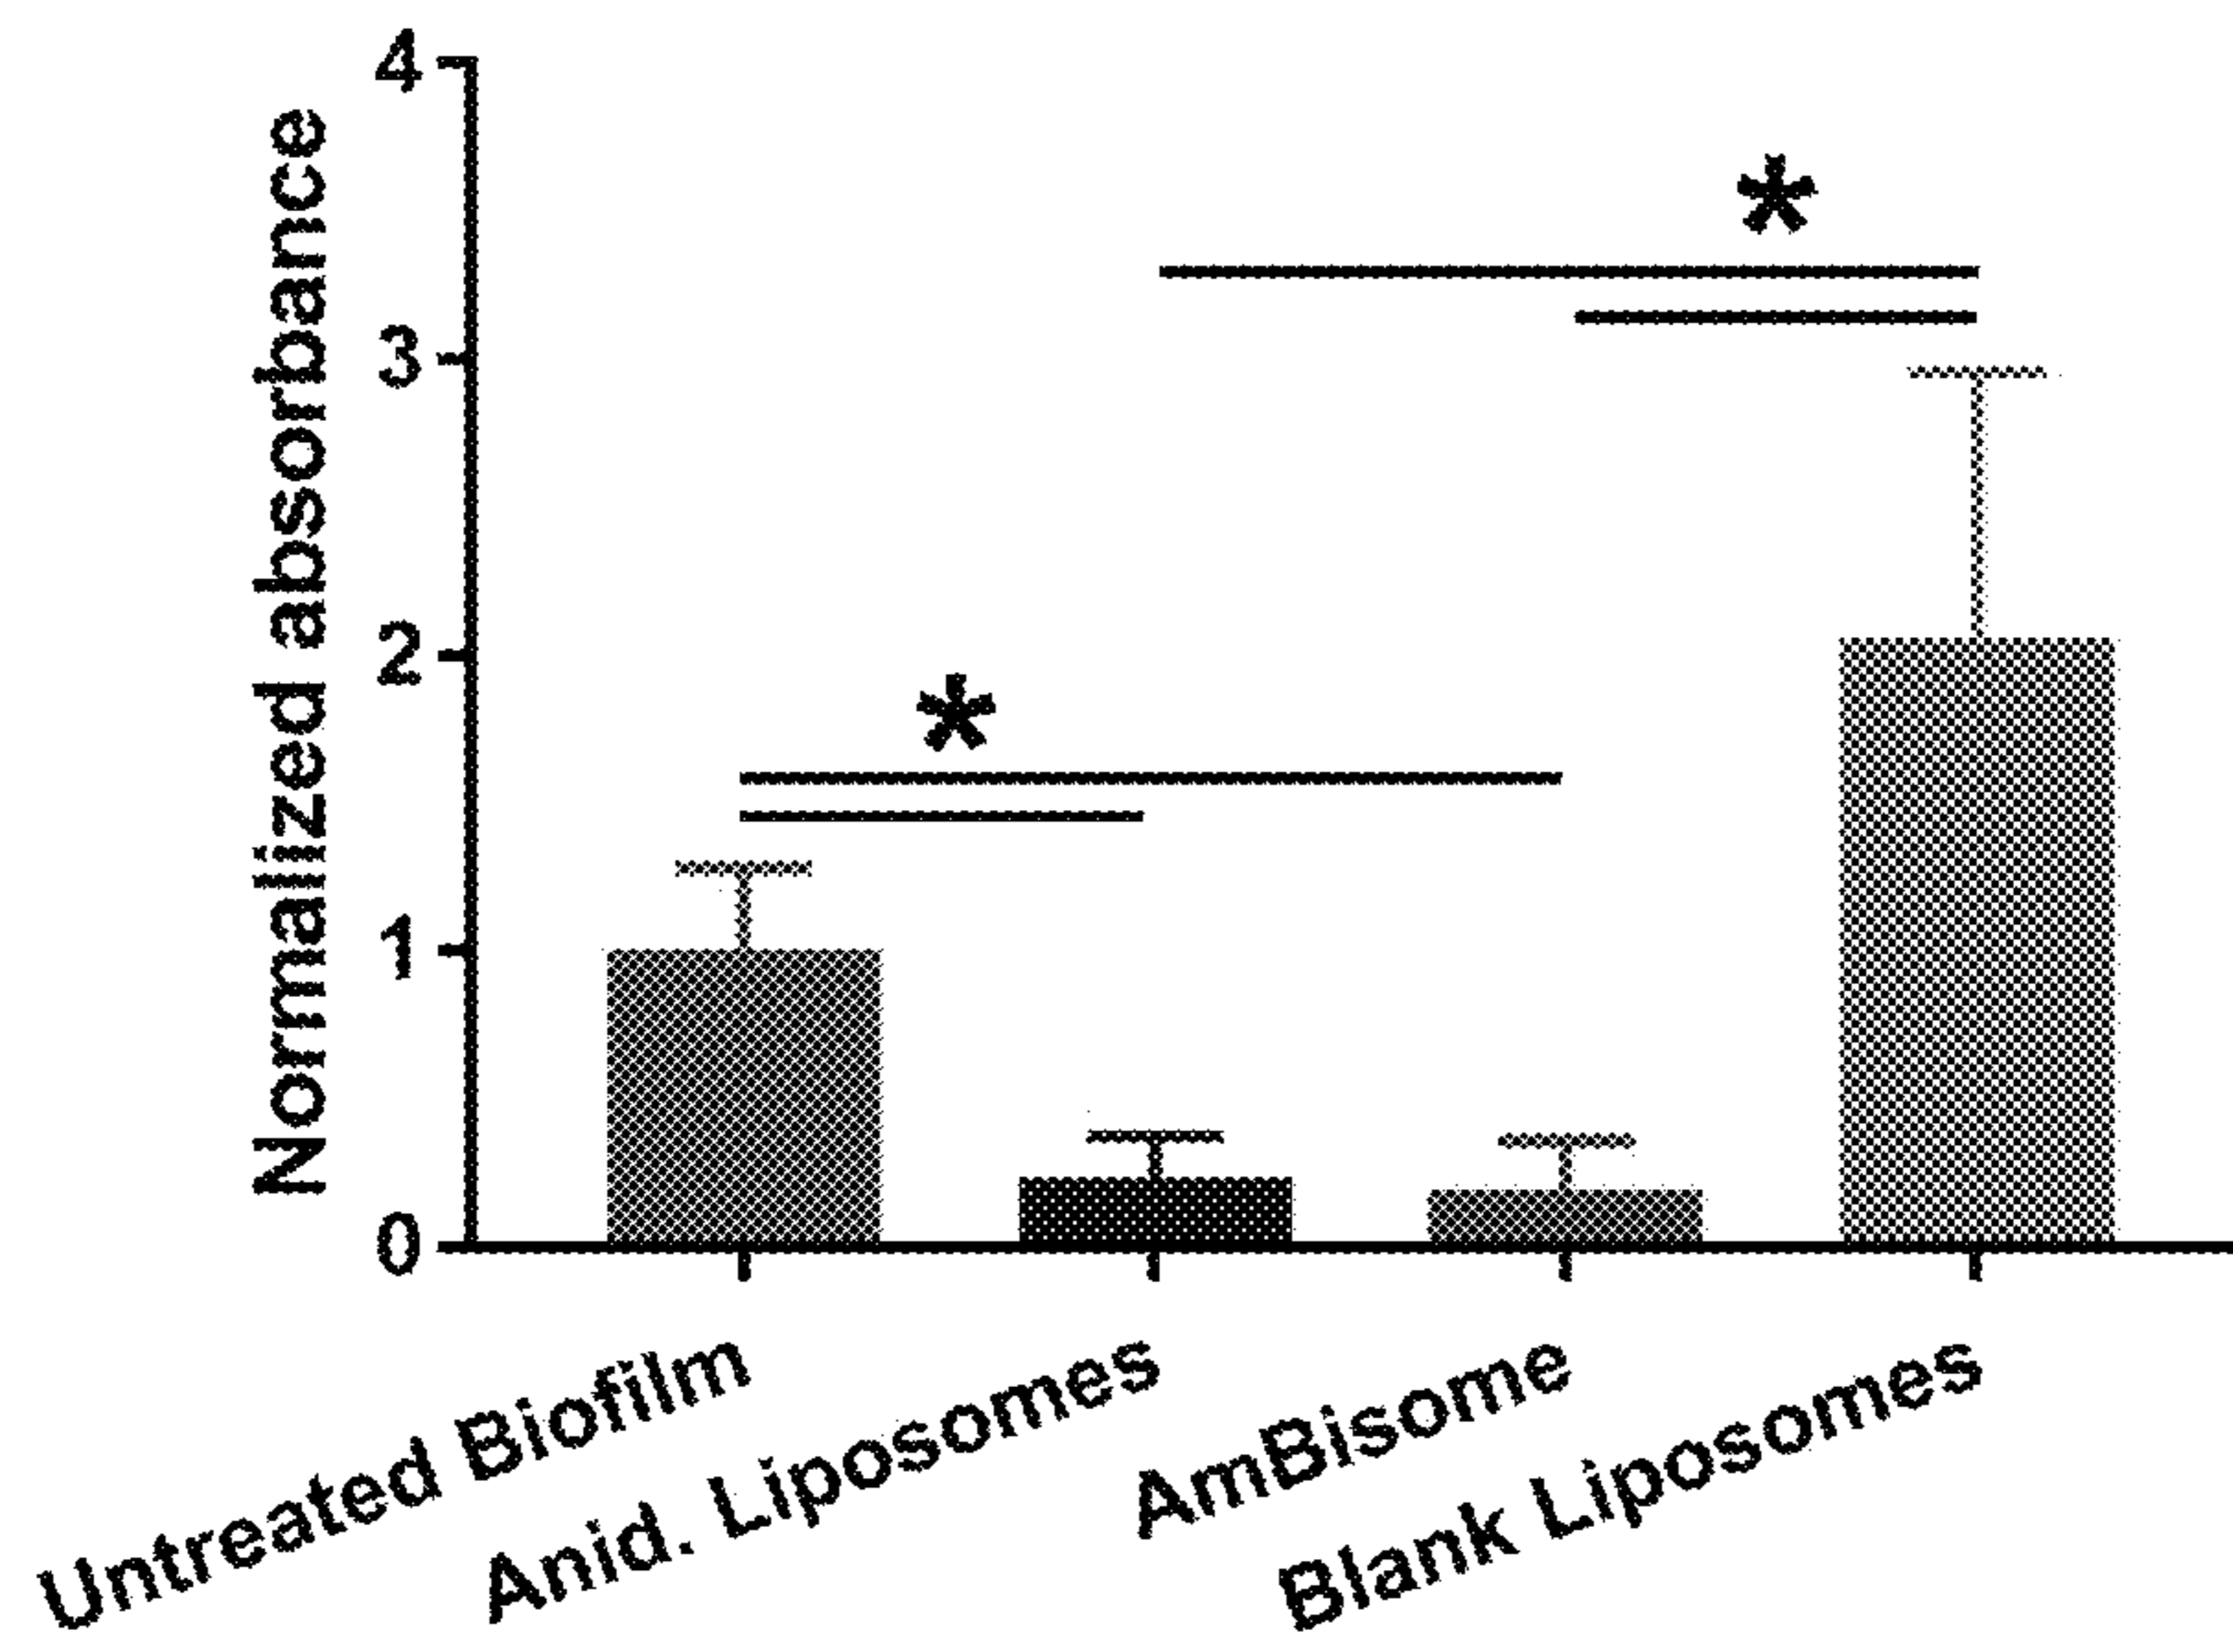 Normalized absorbance
4
3
2
1
0
*
*
Untreated Biofilm
Anid. Liposomes
AmBisome
Blank Liposomes